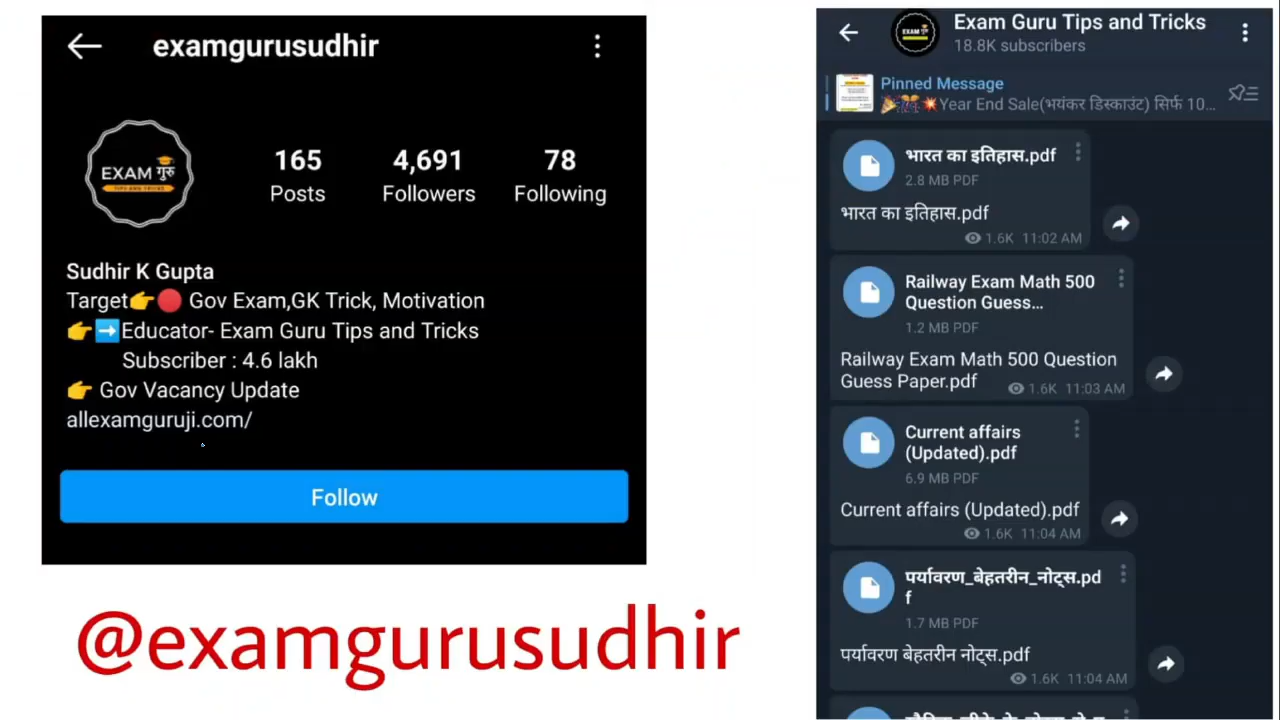 examgurusudhir
EXAM गुरु
TIPS AND TRICKS
165
Posts
4,691
Followers
78
Following
Sudhir K Gupta
Target👉🔴 Gov Exam,GK Trick, Motivation
👉➡️Educator- Exam Guru Tips and Tricks
Subscriber : 4.6 lakh
👉 Gov Vacancy Update
allexamguruji.com/
Follow
@examgurusudhir
EXAM गुरु
Exam Guru Tips and Tricks
18.8K subscribers
Pinned Message
🎉🎊💥Year End Sale(भयंकर डिस्काउंट) सिर्फ 10...
भारत का इतिहास.pdf
2.8 MB PDF
भारत का इतिहास.pdf
1.6K 11:02 AM
Railway Exam Math 500
Question Guess...
1.2 MB PDF
Railway Exam Math 500 Question
Guess Paper.pdf
1.6K 11:03 AM
Current affairs
(Updated).pdf
6.9 MB PDF
Current affairs (Updated).pdf
1.6K 11:04 AM
पर्यावरण_बेहतरीन_नोट्स.pd
f
1.7 MB PDF
पर्यावरण बेहतरीन नोट्स.pdf
1.6K 11:04 AM